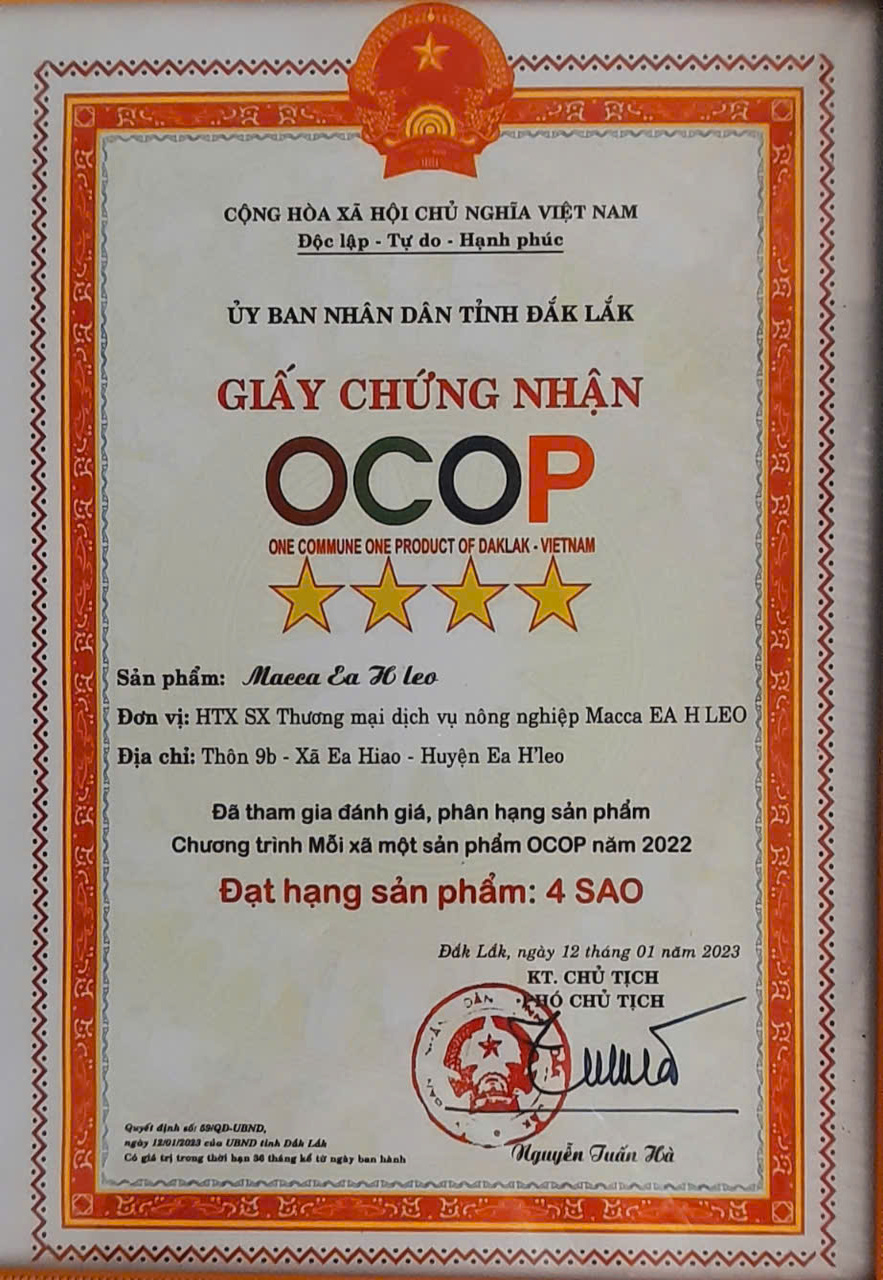 CỘNG HÒA XÃ HỘI CHỦ NGHĨA VIỆT NAM
Độc lập - Tự do - Hạnh phúc
ỦY BAN NHÂN DÂN TỈNH ĐẮK LẮK
GIẤY CHỨNG NHẬN
OCOP
ONE COMMUNE ONE PRODUCT OF DAKLAK - VIETNAM
Sản phẩm: Macca Ea H leo
Đơn vị: HTX SX Thương mại dịch vụ nông nghiệp Macca EA H LEO
Địa chỉ: Thôn 9b - Xã Ea Hiao - Huyện Ea H'leo
Đã tham gia đánh giá, phân hạng sản phẩm
Chương trình Mỗi xã một sản phẩm OCOP năm 2022
Đạt hạng sản phẩm: 4 SAO
Đắk Lắk, ngày 12 tháng 01 năm 2023
KT. CHỦ TỊCH
PHÓ CHỦ TỊCH
Quyết định số: 59/QĐ-UBND,
ngày 12/01/2023 của UBND tỉnh Đắk Lắk
Có giá trị trong thời hạn 36 tháng kể từ ngày ban hành
Nguyễn Tuấn Hà